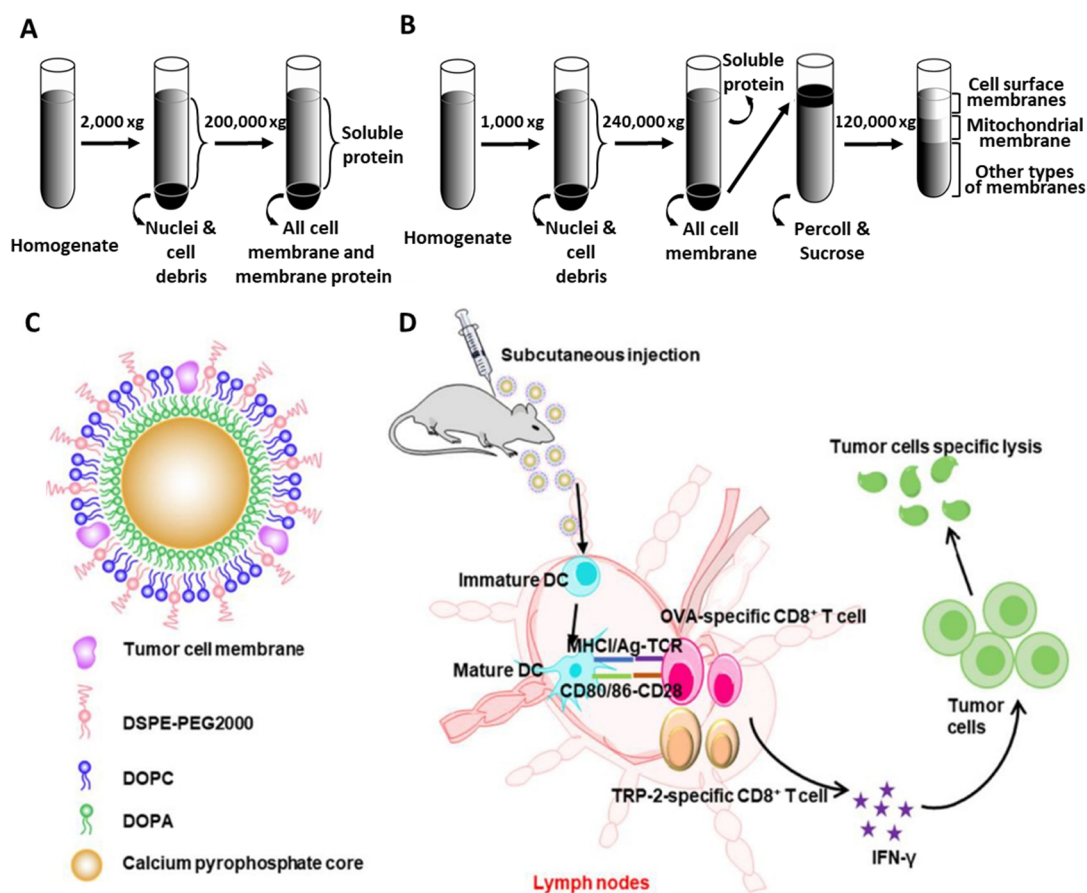 A
2,000 xg
200,000 xg
Soluble
protein
Homogenate
Nuclei &
cell
debris
All cell
membrane and
membrane protein
B
Soluble
protein
1,000 xg
240,000 xg
120,000 xg
Cell surface
membranes
Mitochondrial
membrane
Other types
of membranes
Homogenate
Nuclei &
cell
debris
All cell
membrane
Percoll &
Sucrose
C
Tumor cell membrane
DSPE-PEG2000
DOPC
DOPA
Calcium pyrophosphate core
D
Subcutaneous injection
Tumor cells specific lysis
Immature DC
OVA-specific CD8⁺ T cell
MHCI/Ag-TCR
Mature DC
CD80/86-CD28
Tumor
cells
TRP-2-specific CD8⁺ T cell
IFN-γ
Lymph nodes